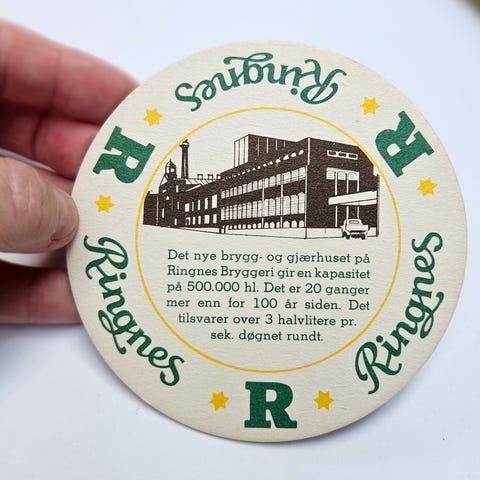 Ringnes
R
R
Det nye brygg- og gjærhuset på
Ringnes Bryggeri gir en kapasitet
på 500.000 hl. Det er 20 ganger
mer enn for 100 år siden. Det
tilsvarer over 3 halvlitere pr.
sek. døgnet rundt.
Ringnes
Ringnes
R